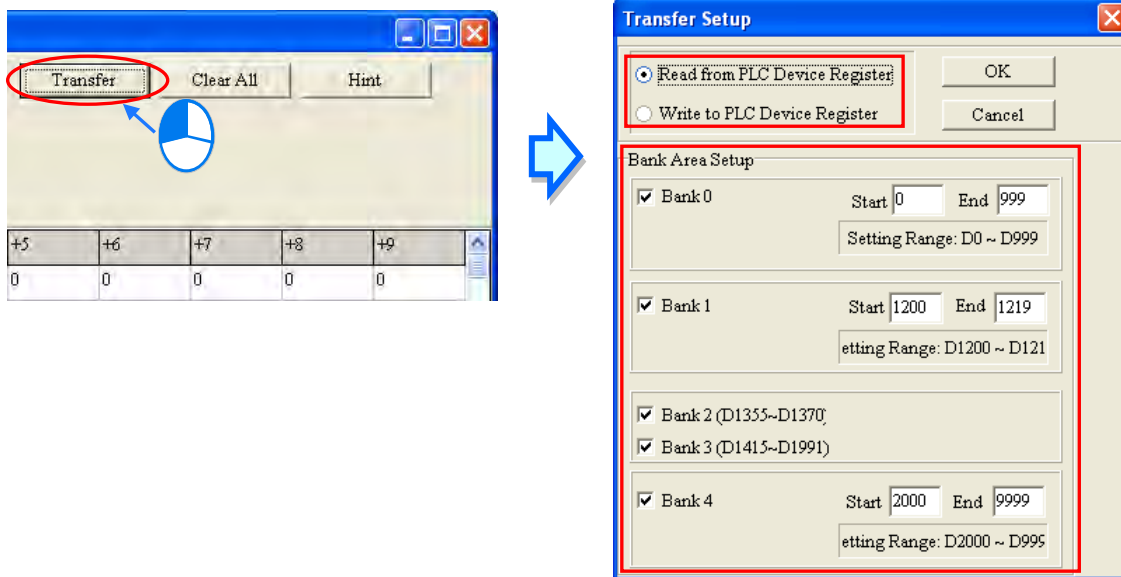 Transfer Clear All Hint
+5 +6 +7 +8 +9
0 0 0 0 0
Transfer Setup
Read from PLC Device Register OK
Write to PLC Device Register Cancel
Bank Area Setup
Bank 0 Start 0 End 999
Setting Range: D0 ~ D999
Bank 1 Start 1200 End 1219
etting Range: D1200 ~ D121
Bank 2 (D1355~D1370)
Bank 3 (D1415~D1991)
Bank 4 Start 2000 End 9999
etting Range: D2000 ~ D999